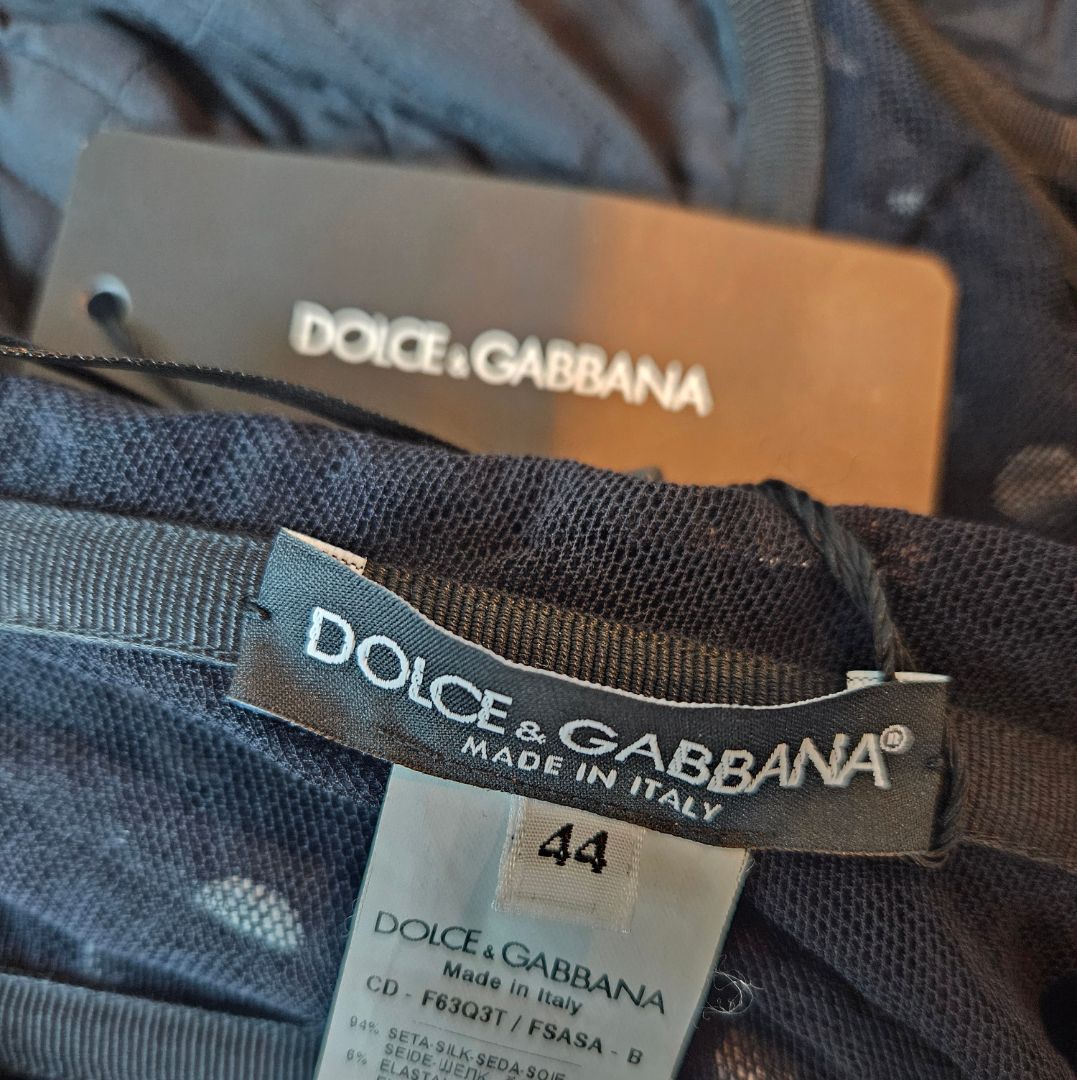 DOLCE & GABBANA
DOLCE & GABBANA®
MADE IN ITALY
44
DOLCE & GABBANA
Made in Italy
CD - F63Q3T / FSASA - B
94% SETA-SILK-SEDA-SOIE
SEIDE-ШЕЛК
6%